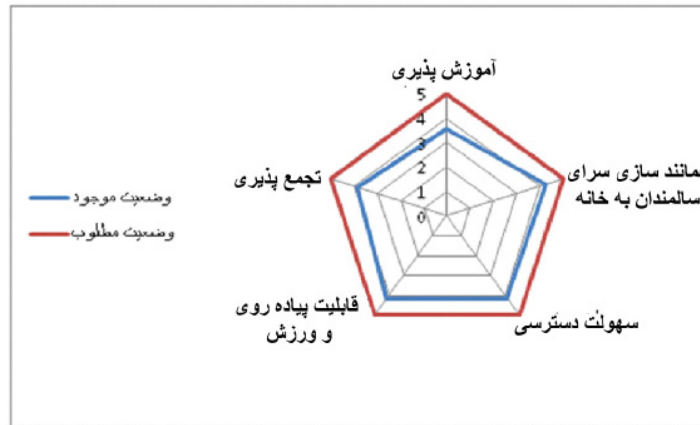 آموزش پذیری
5
4
3
2
1
0
مانند سازی سرای
سالمندان به خانه
سهولت دسترسی
قابلیت پیاده روی
و ورزش
تجمع پذیری
وضعیت موجود
وضعیت مطلوب